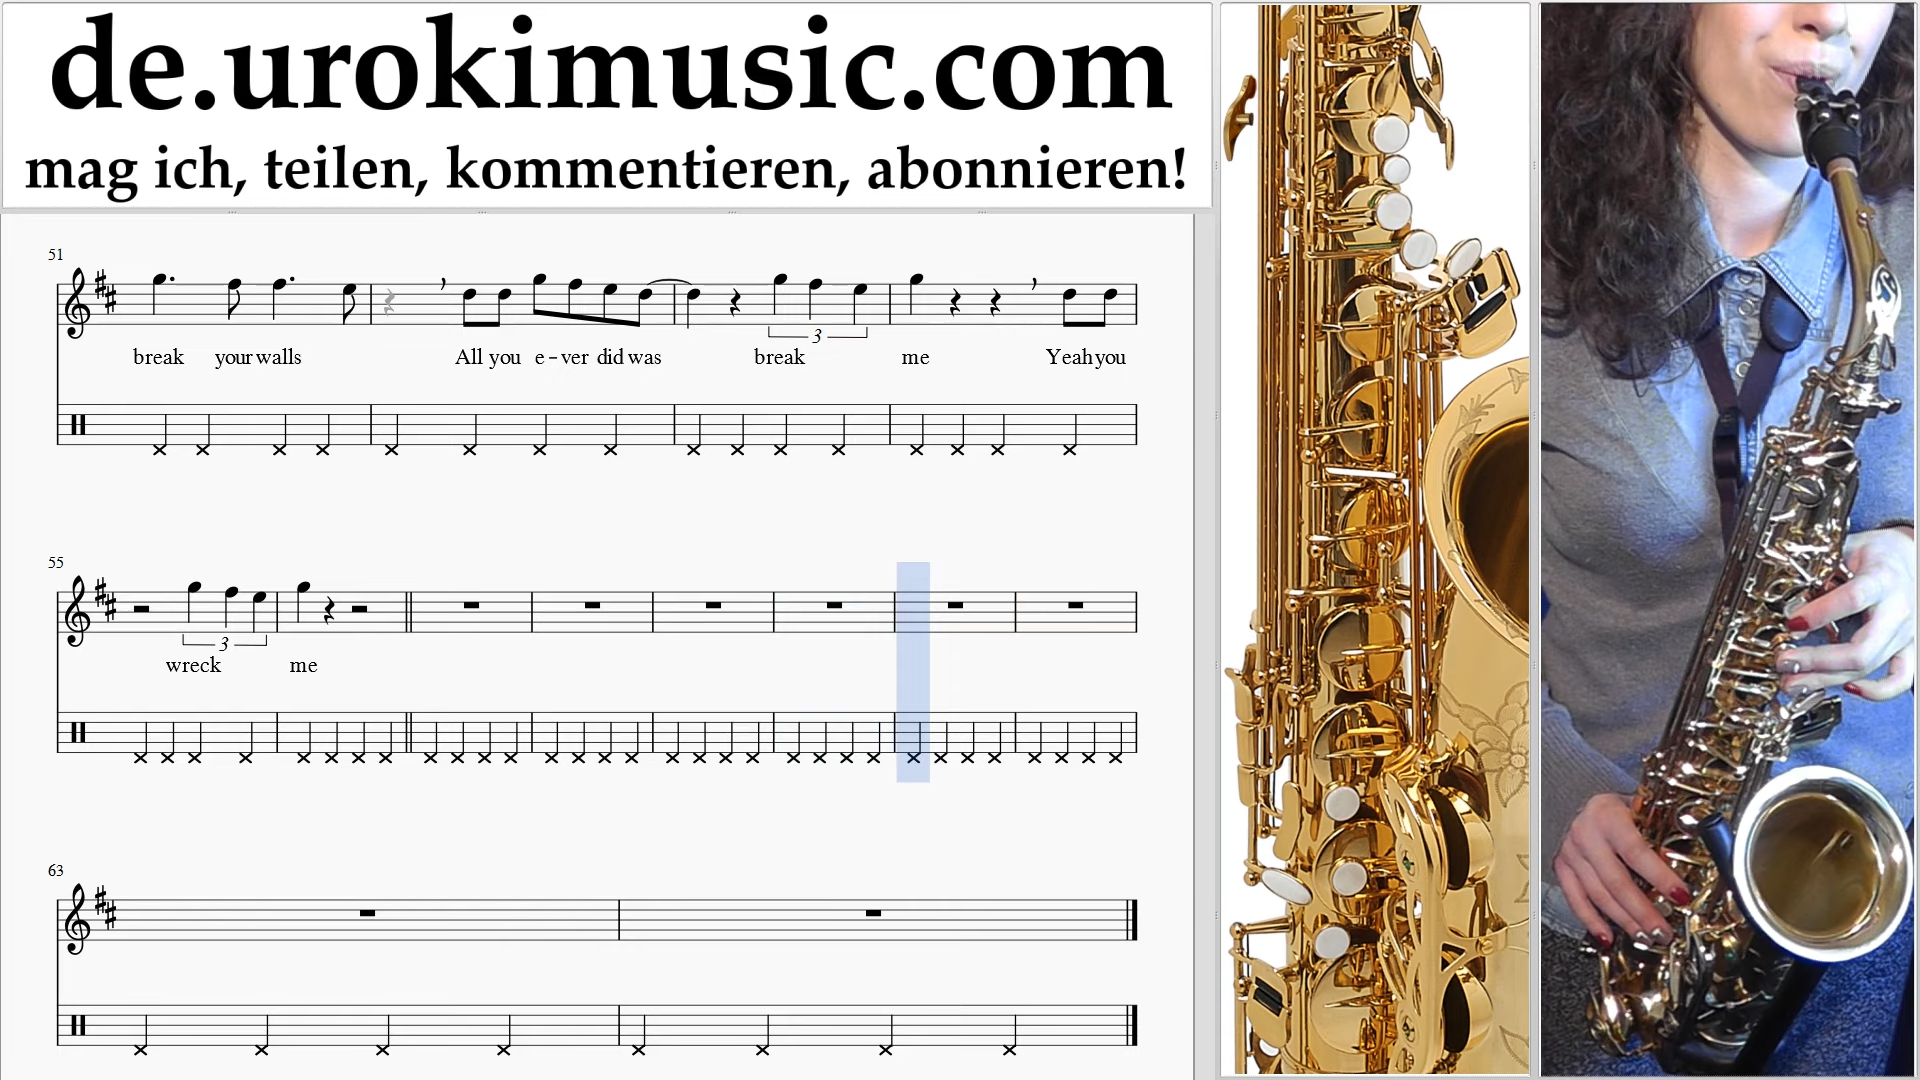 de.urokimusic.com
mag ich, teilen, kommentieren, abonnieren!
51
3
break your walls All you e-ver did was break me Yeah you
55
3
wreck me
63